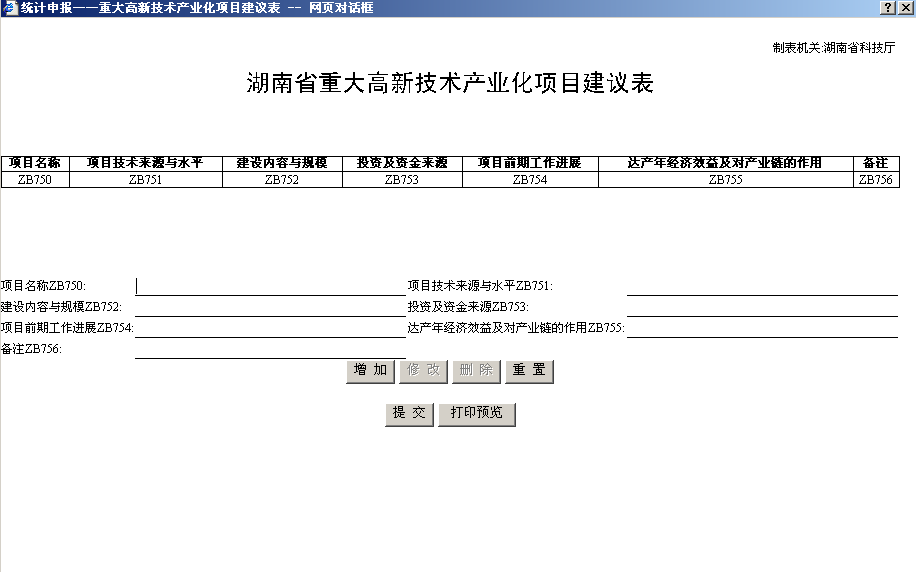 统计申报——重大高新技术产业化项目建议表 -- 网页对话框
制表机关:湖南省科技厅
湖南省重大高新技术产业化项目建议表
项目名称 项目技术来源与水平 建设内容与规模 投资及资金来源 项目前期工作进展 达产年经济效益及对产业链的作用 备注
ZB750 ZB751 ZB752 ZB753 ZB754 ZB755 ZB756
项目名称ZB750: 项目技术来源与水平ZB751:
建设内容与规模ZB752: 投资及资金来源ZB753:
项目前期工作进展ZB754: 达产年经济效益及对产业链的作用ZB755:
备注ZB756:
增 加 修 改 删 除 重 置
提 交 打印预览